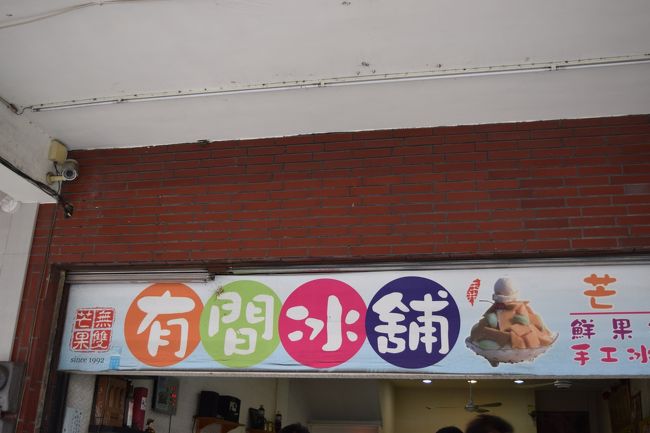 無雙
芒果
since 1992
有間冰舖
芒
鮮果
手工冰